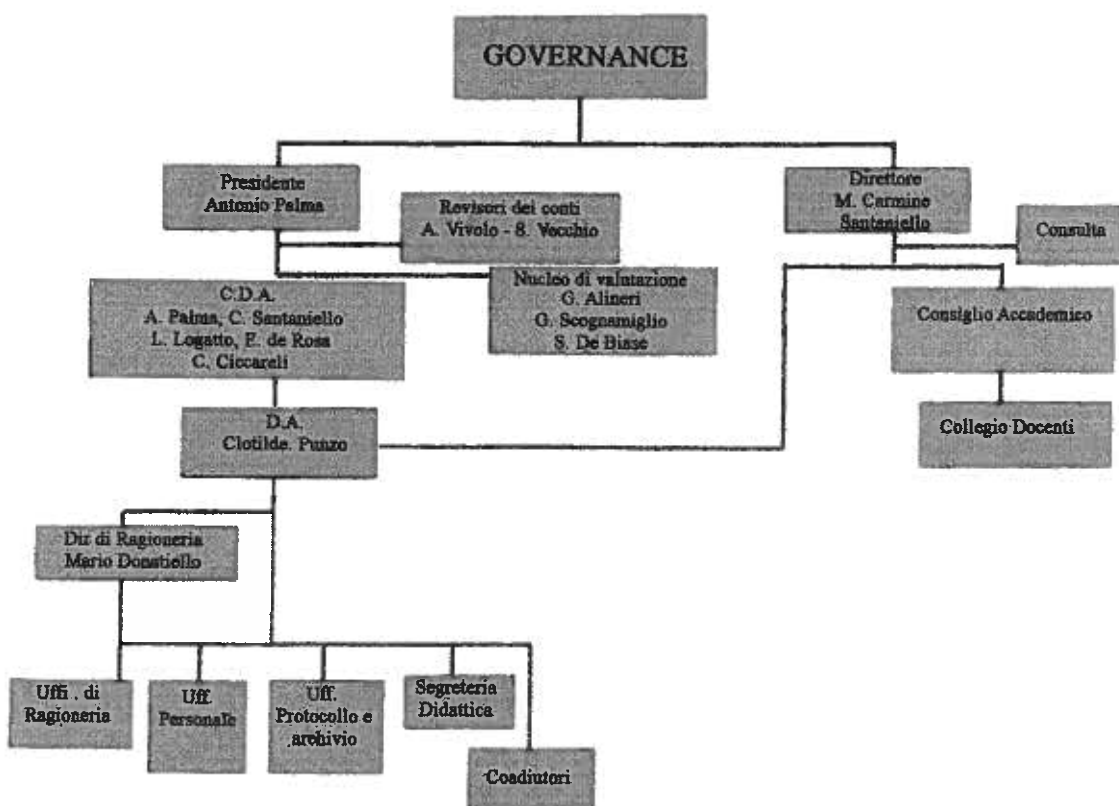 GOVERNANCE
Presidente
Antonio Palma
Revisori dei conti
A. Vivolo - S. Vecchio
Direttore
M. Carmine
Santaniello
Consulta
Nucleo di valutazione
G. Alineri
G. Scognamiglio
S. De Biase
C.D.A.
A. Palma, C. Santaniello
L. Logatto, E. de Rosa
C. Ciccareli
Consiglio Accademico
D.A.
Clotilde. Punzo
Collegio Docenti
Dir di Ragioneria
Mario Donatiello
Uffi . di
Ragioneria
Uff.
Personale
Uff.
Protocollo e
archivio
Segreteria
Didattica
Coadiutori